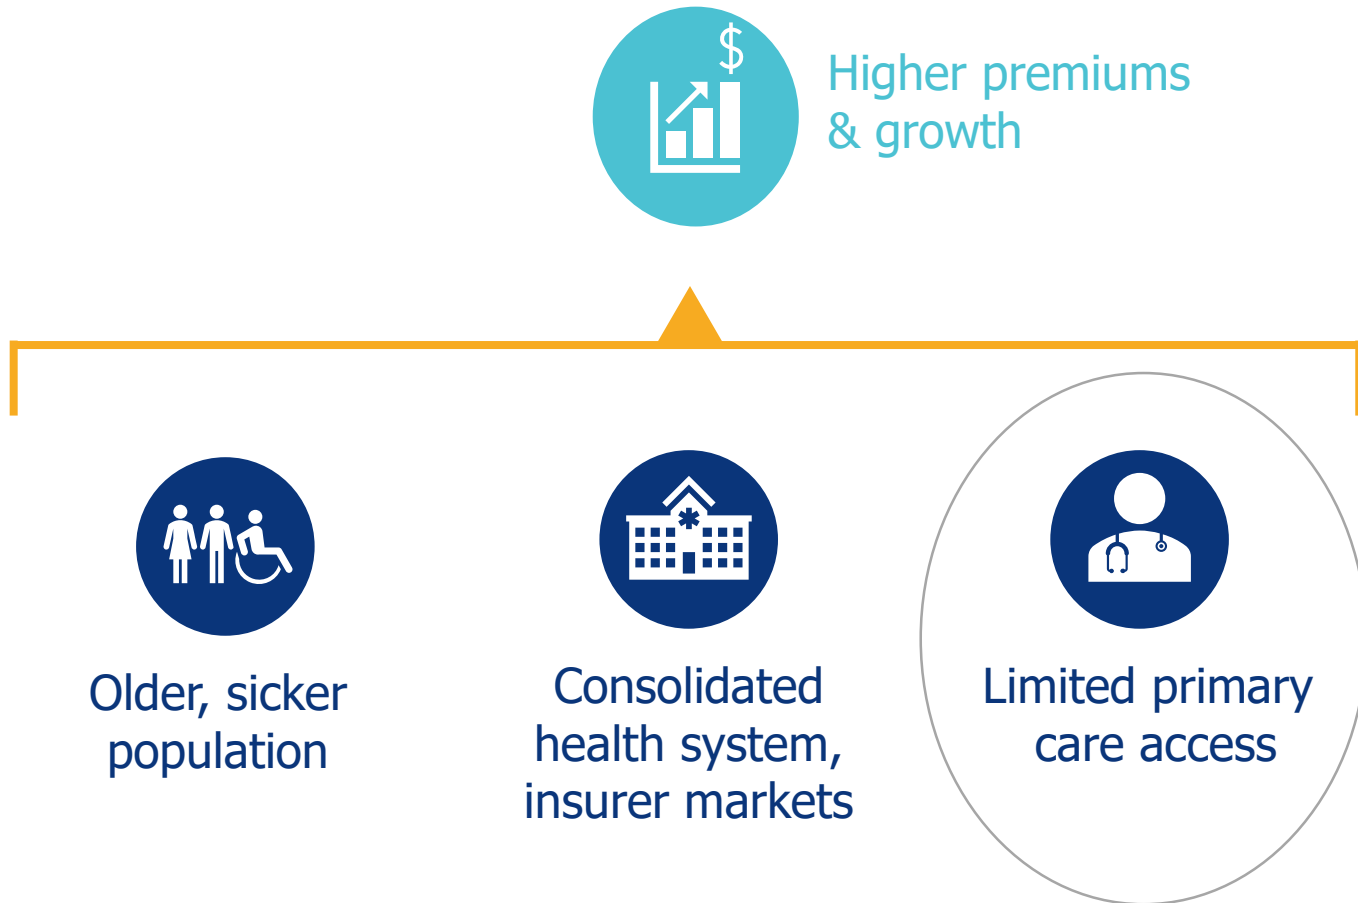 $
Higher premiums
& growth
Older, sicker
population
Consolidated
health system,
insurer markets
Limited primary
care access